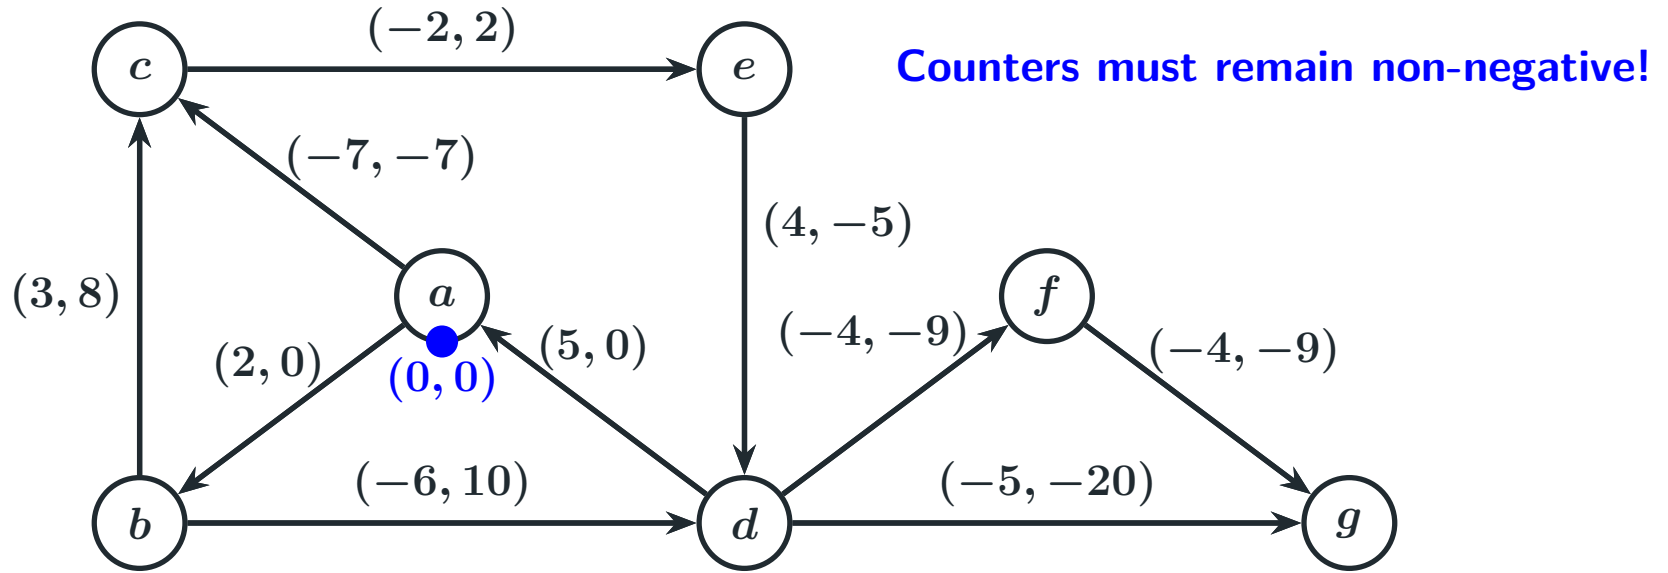 (−2, 2)
c
e
Counters must remain non-negative!
(−7, −7)
(4, −5)
(3, 8)
a
f
(2, 0)
(0, 0)
(5, 0)
(−4, −9)
(−4, −9)
(−6, 10)
(−5, −20)
b
d
g